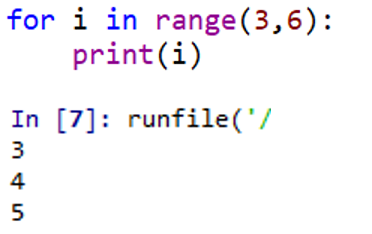 for i in range(3,6):
    print(i)
In [7]: runfile('/
3
4
5